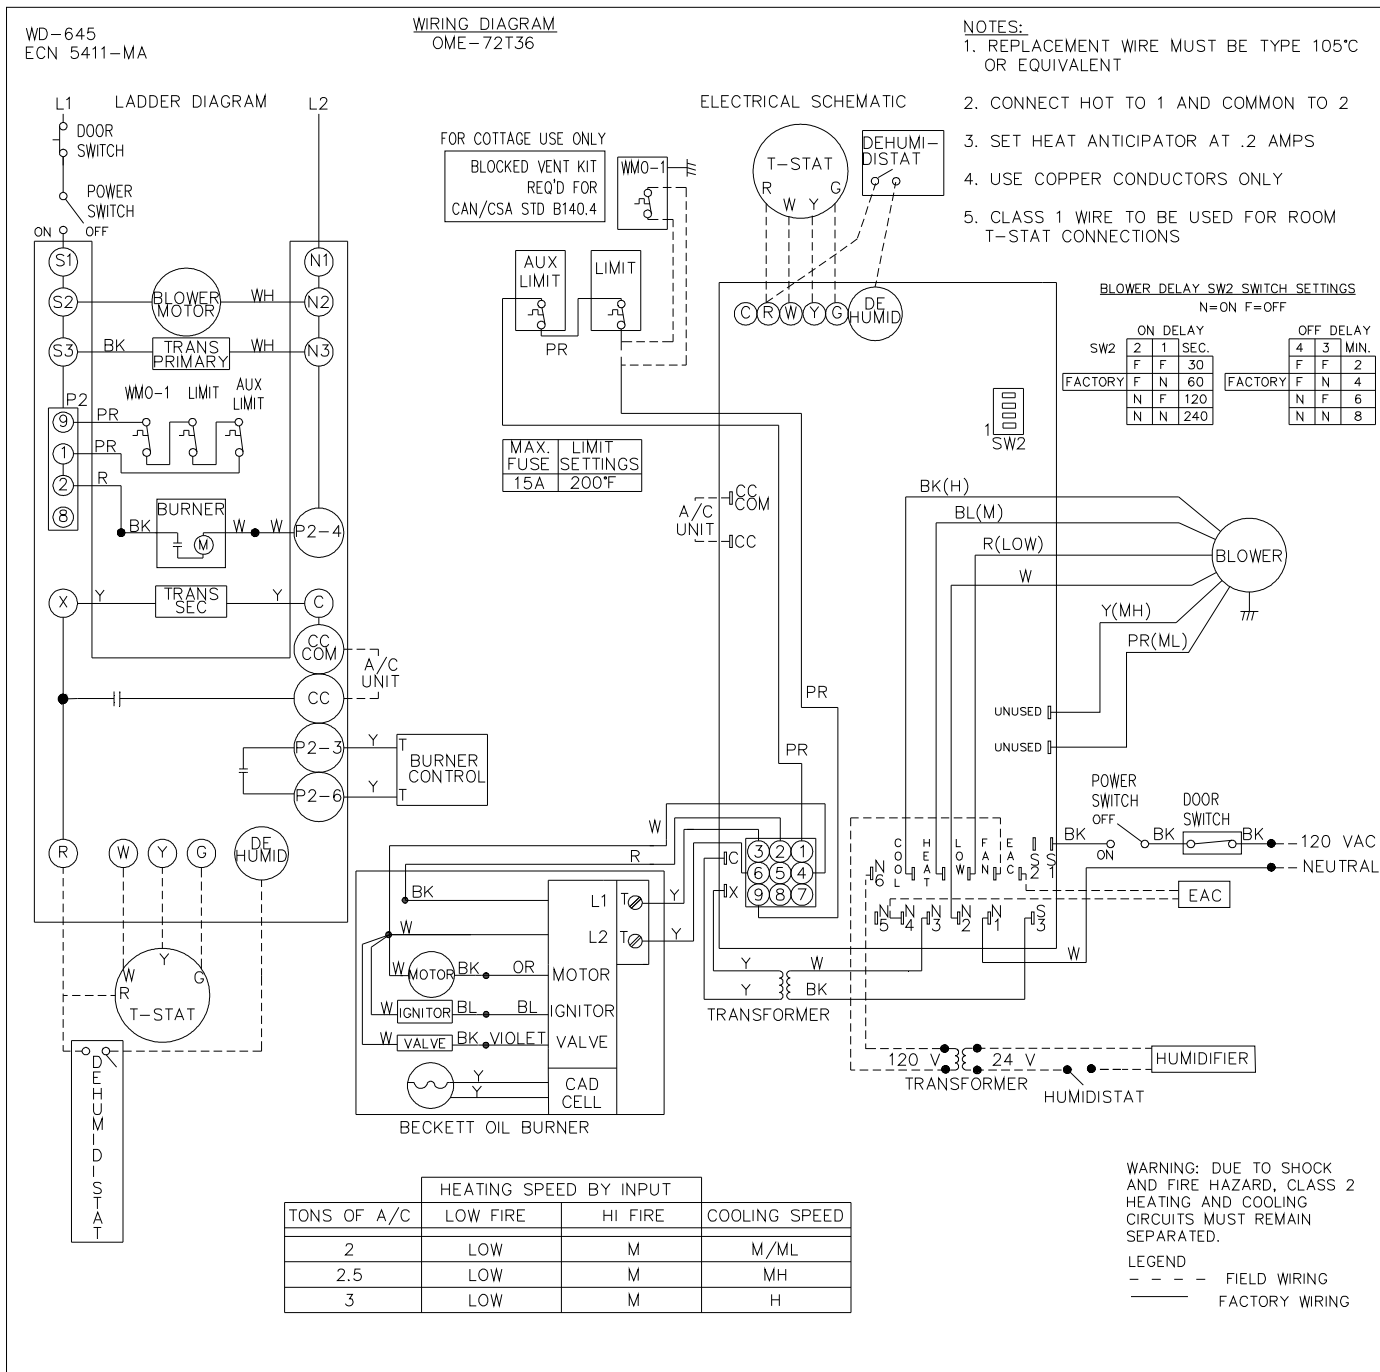 WD-645
ECN 5411-MA
WIRING DIAGRAM
OME-72T36
NOTES:
1. REPLACEMENT WIRE MUST BE TYPE 105°C
OR EQUIVALENT
2. CONNECT HOT TO 1 AND COMMON TO 2
3. SET HEAT ANTICIPATOR AT .2 AMPS
4. USE COPPER CONDUCTORS ONLY
5. CLASS 1 WIRE TO BE USED FOR ROOM
T-STAT CONNECTIONS
L1 LADDER DIAGRAM L2
DOOR
SWITCH
POWER
SWITCH
ON OFF
S1 N1
S2 BLOWER
MOTOR WH N2
S3 BK TRANS
PRIMARY WH N3
P2
WMO-1 LIMIT AUX
LIMIT
9 PR
1 PR
2 R
8
BURNER
BK M W W P2-4
X Y TRANS
SEC Y C
CC
COM
A/C
UNIT
CC
P2-3 Y T
BURNER
CONTROL
P2-6 Y T
R W Y G DE
HUMID
W Y G
R
T-STAT
DEHUMIDISTAT
FOR COTTAGE USE ONLY
BLOCKED VENT KIT
REQ'D FOR
CAN/CSA STD B140.4
WMO-1
AUX
LIMIT
LIMIT
PR
MAX.
FUSE LIMIT
SETTINGS
15A 200°F
ELECTRICAL SCHEMATIC
T-STAT
R W Y G
DEHUMI-
DISTAT
C R W Y G DE
HUMID
BLOWER DELAY SW2 SWITCH SETTINGS
N=ON F=OFF
ON DELAY
SW2 2 1 SEC.
F F 30
FACTORY F N 60
N F 120
N N 240
OFF DELAY
4 3 MIN.
F F 2
FACTORY F N 4
N F 6
N N 8
1
SW2
CC
COM
A/C
UNIT
CC
BK(H)
BL(M)
R(LOW)
W
BLOWER
Y(MH)
PR(ML)
PR
PR
UNUSED
UNUSED
POWER
SWITCH
OFF
ON
DOOR
SWITCH
BK BK BK 120 VAC
NEUTRAL
EAC
W
COOL HEAT LOW FAN EAC S2 S1
N6
N5 N4 N3 N2 N1 S3
C
X
3 2 1
6 5 4
9 8 7
W
R
BK
W
L1 T Y
L2 T Y
W MOTOR BK OR MOTOR
W IGNITOR BL BL IGNITOR
W VALVE BK VIOLET VALVE
Y
Y
CAD
CELL
BECKETT OIL BURNER
Y W
Y BK
TRANSFORMER
120 V 24 V
TRANSFORMER
HUMIDIFIER
HUMIDISTAT
HEATING SPEED BY INPUT
TONS OF A/C LOW FIRE HI FIRE COOLING SPEED
2 LOW M M/ML
2.5 LOW M MH
3 LOW M H
WARNING: DUE TO SHOCK
AND FIRE HAZARD, CLASS 2
HEATING AND COOLING
CIRCUITS MUST REMAIN
SEPARATED.
LEGEND
FIELD WIRING
FACTORY WIRING